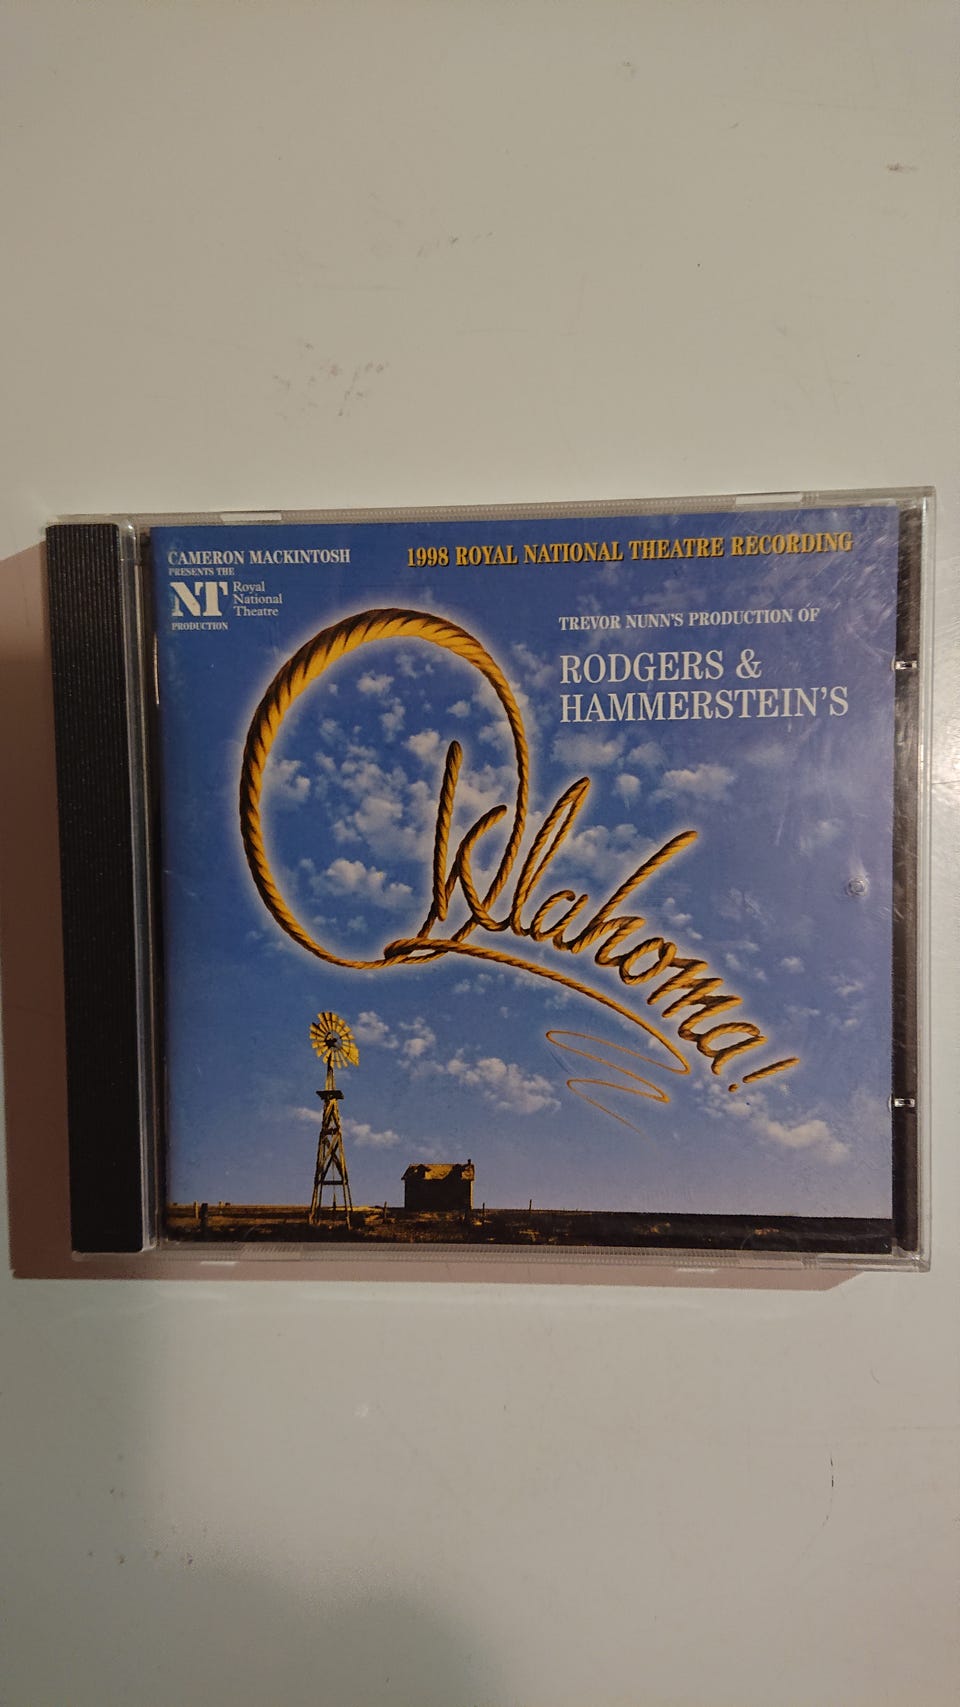 CAMERON MACKINTOSH
PRESENTS THE
NT Royal
National
Theatre
PRODUCTION
1998 ROYAL NATIONAL THEATRE RECORDING
TREVOR NUNN'S PRODUCTION OF
RODGERS &
HAMMERSTEIN'S
Oklahoma!